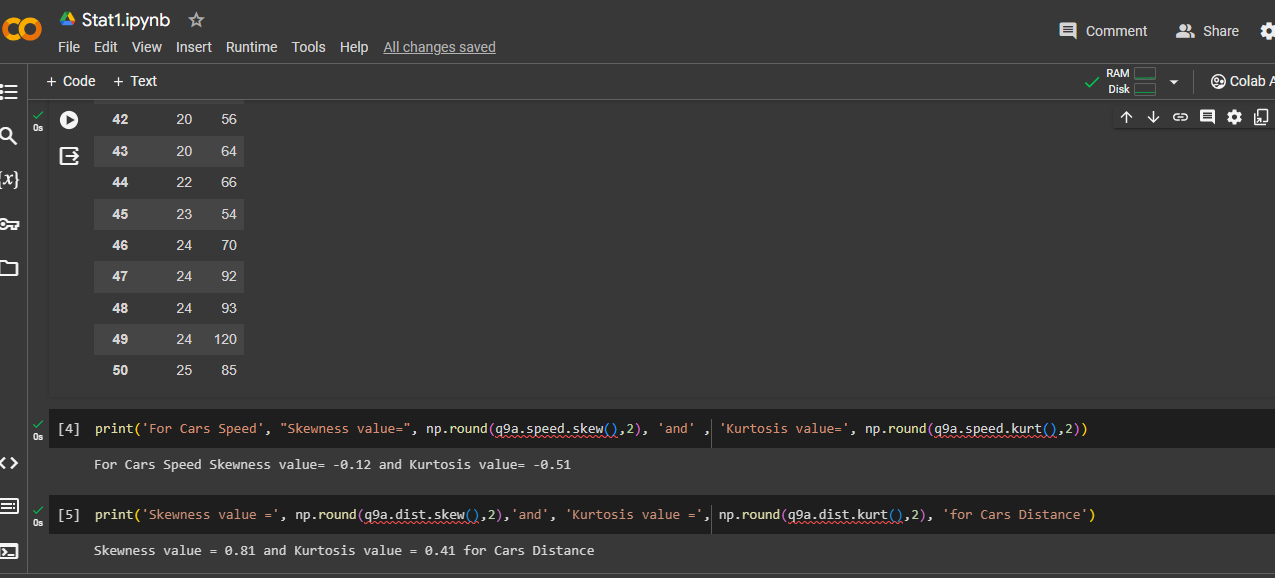 Stat1.ipynb
File Edit View Insert Runtime Tools Help All changes saved
Comment Share
+ Code + Text
RAM
Disk
Colab A
0s
42 20 56
43 20 64
44 22 66
45 23 54
46 24 70
47 24 92
48 24 93
49 24 120
50 25 85
{x}
0s
[4] print('For Cars Speed', "Skewness value=", np.round(q9a.speed.skew(),2), 'and' , 'Kurtosis value=', np.round(q9a.speed.kurt(),2))
For Cars Speed Skewness value= -0.12 and Kurtosis value= -0.51
0s
[5] print('Skewness value =', np.round(q9a.dist.skew(),2),'and', 'Kurtosis value =', np.round(q9a.dist.kurt(),2), 'for Cars Distance')
Skewness value = 0.81 and Kurtosis value = 0.41 for Cars Distance